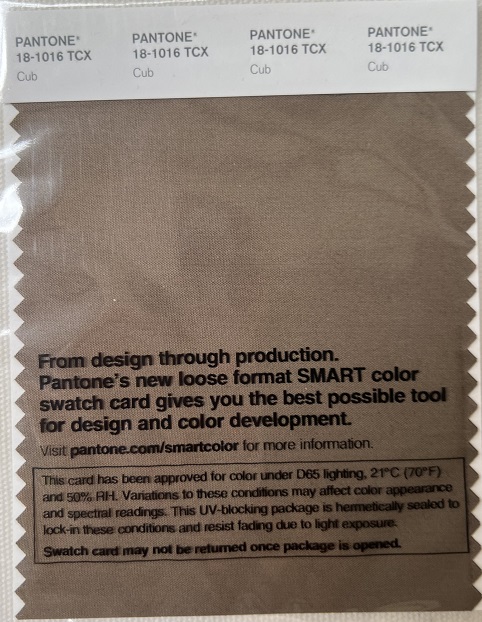 PANTONE® PANTONE® PANTONE® PANTONE®
18-1016 TCX 18-1016 TCX 18-1016 TCX 18-1016 TCX
Cub Cub Cub Cub
From design through production.
Pantone's new loose format SMART color
swatch card gives you the best possible tool
for design and color development.
Visit pantone.com/smartcolor for more information.
This card has been approved for color under D65 lighting, 21°C (70°F)
and 50% RH. Variations to these conditions may affect color appearance
and spectral readings. This UV-blocking package is hermetically sealed to
lock-in these conditions and resist fading due to light exposure.
Swatch card may not be returned once package is opened.